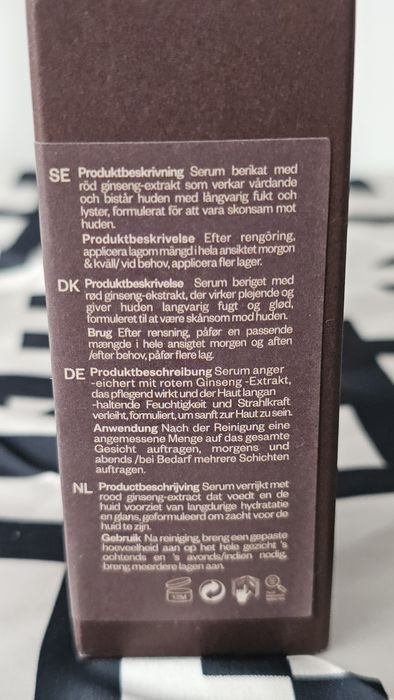 SE Produktbeskrivning Serum berikat med
röd ginseng-extrakt som verkar vårdande
och bistår huden med långvarig fukt och
lyster, formulerat för att vara skonsam mot
huden.
Produktbeskrivelse Efter rengöring,
applicera lagom mängd i hela ansiktet morgon
& kväll/ vid behov, applicera fler lager.
DK Produktbeskrivelse Serum beriget med
rød ginseng-ekstrakt, der virker plejende og
giver huden langvarig fugt og glød,
formuleret til at være skånsom mod huden.
Brug Efter rensning, påfør en passende
mængde i hele ansigtet morgen og aften
/efter behov, påfør flere lag.
DE Produktbeschreibung Serum anger
-eichert mit rotem Ginseng -Extrakt,
das pflegend wirkt und der Haut langan
-haltende Feuchtigkeit und Strahlkraft
verleiht, formuliert, um sanft zur Haut zu sein.
Anwendung Nach der Reinigung eine
angemessene Menge auf das gesamte
Gesicht auftragen, morgens und
abends /bei Bedarf mehrere Schichten
auftragen.
NL Productbeschrijving Serum verrijkt met
rood ginseng-extract dat voedt en de
huid voorziet van langdurige hydratatie
en glans, geformuleerd om zacht voor de
huid te zijn.
Gebruik Na reiniging, breng een gepaste
hoeveelheid aan op het hele gezicht 's
ochtends en 's avonds/indien nodig,
breng meerdere lagen aan.
12M